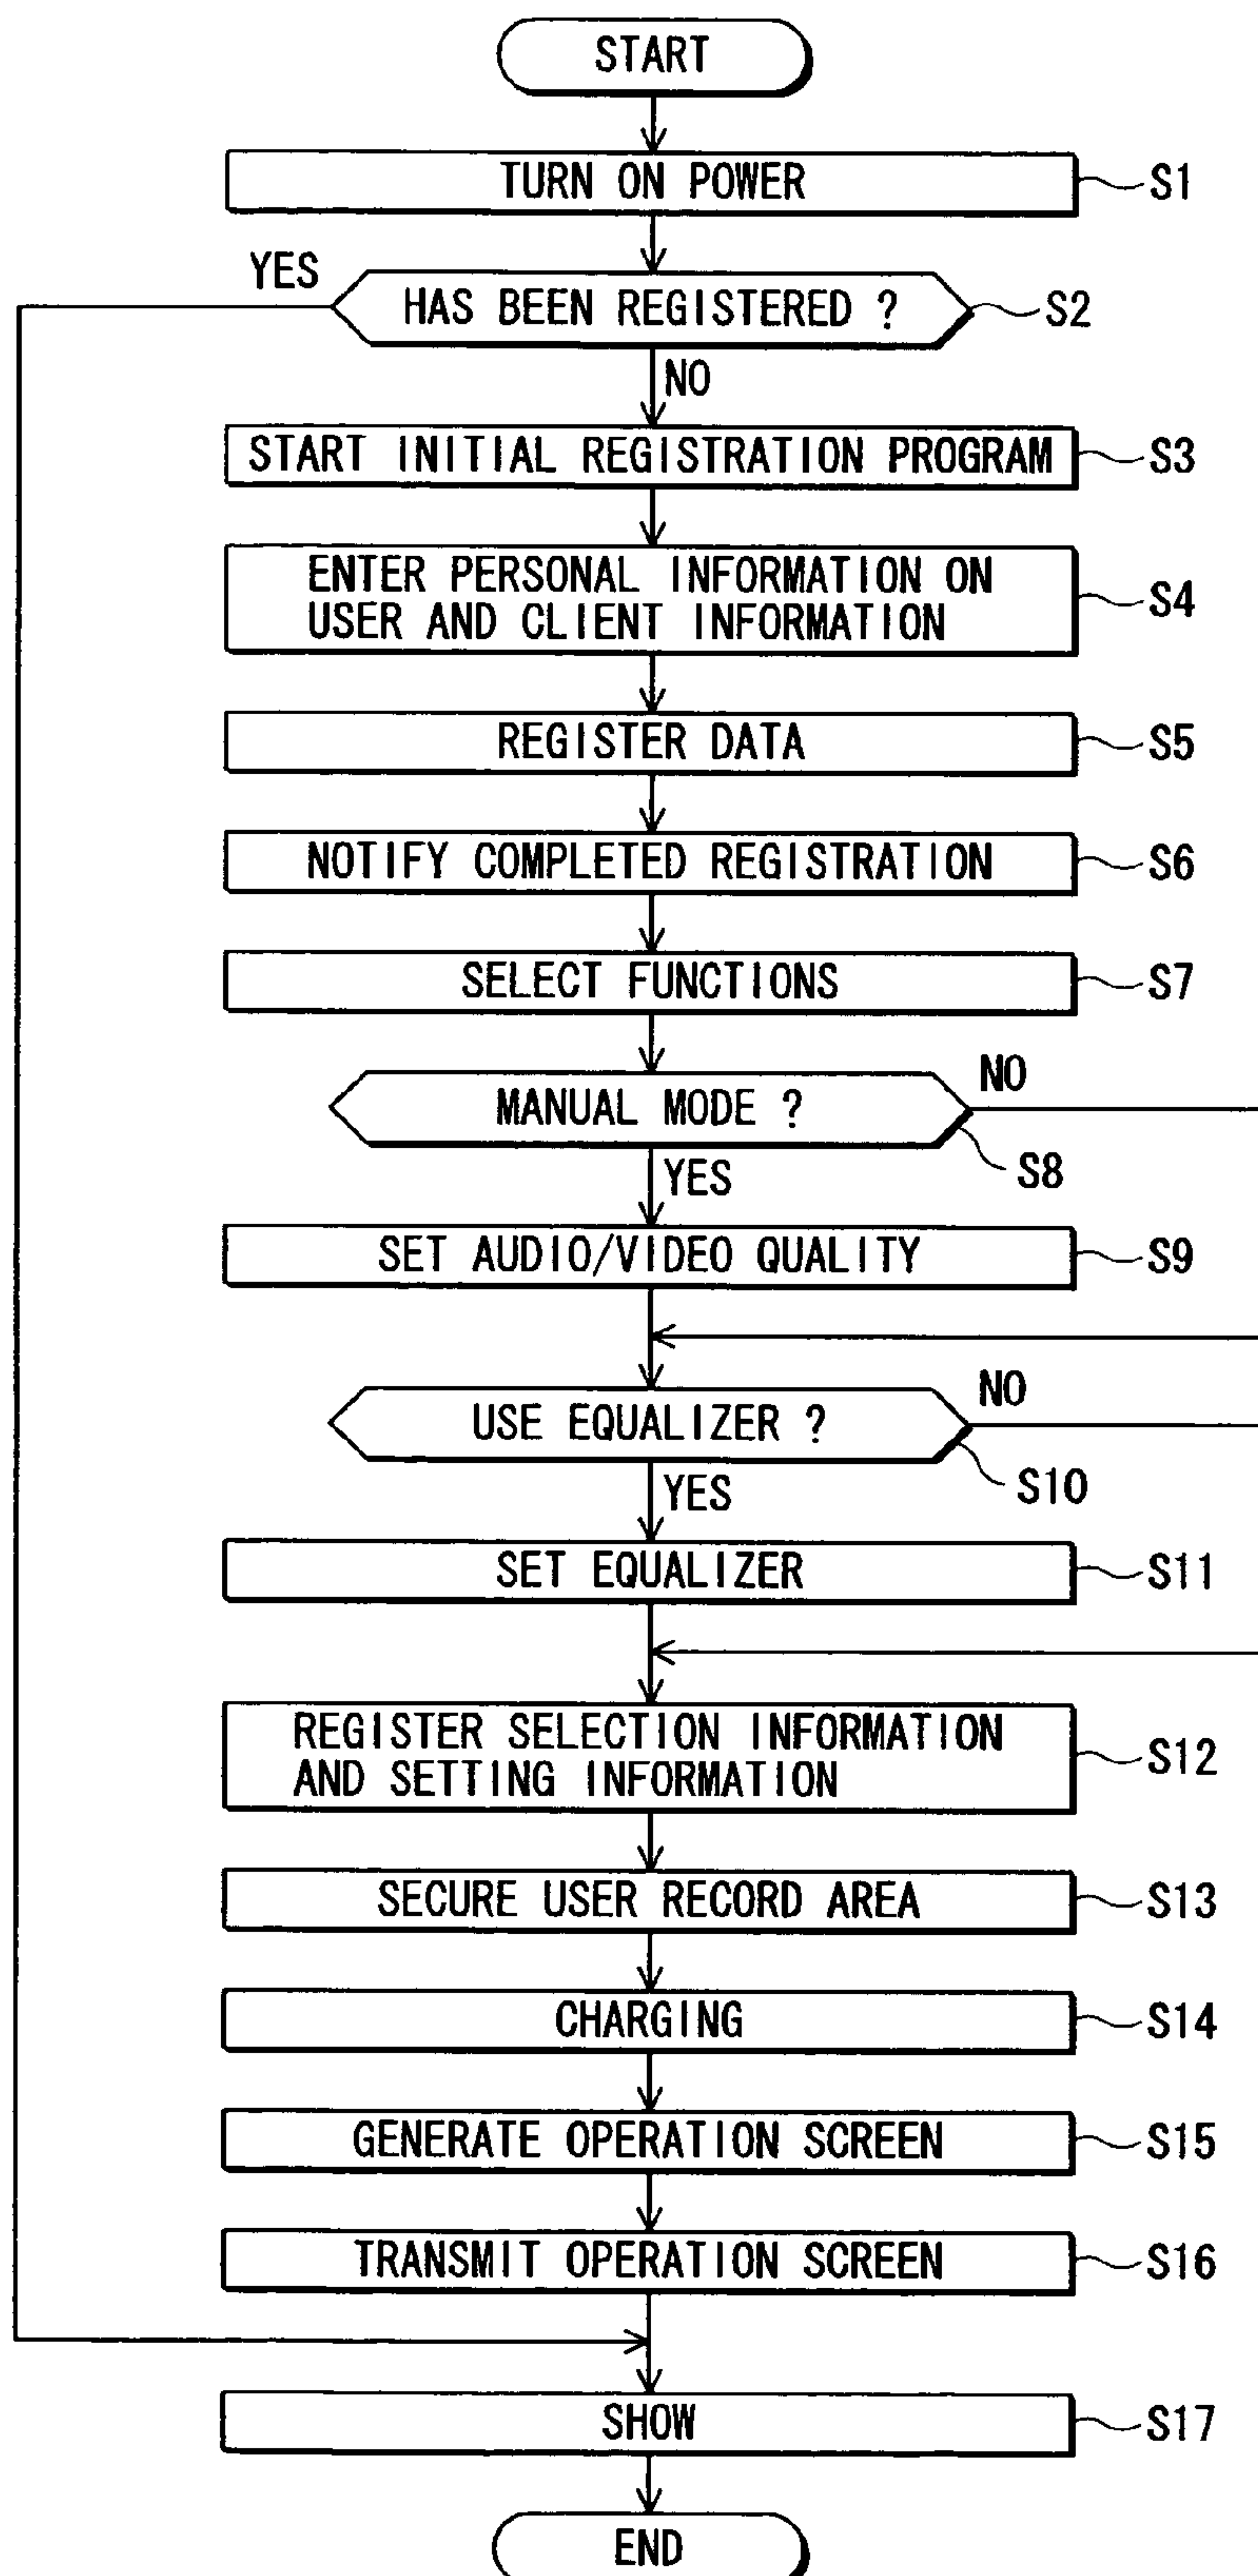 START
TURN ON POWER
S1
YES
HAS BEEN REGISTERED ?
S2
NO
START INITIAL REGISTRATION PROGRAM
S3
ENTER PERSONAL INFORMATION ON
USER AND CLIENT INFORMATION
S4
REGISTER DATA
S5
NOTIFY COMPLETED REGISTRATION
S6
SELECT FUNCTIONS
S7
MANUAL MODE ?
NO
S8
YES
SET AUDIO/VIDEO QUALITY
S9
USE EQUALIZER ?
NO
S10
YES
SET EQUALIZER
S11
REGISTER SELECTION INFORMATION
AND SETTING INFORMATION
S12
SECURE USER RECORD AREA
S13
CHARGING
S14
GENERATE OPERATION SCREEN
S15
TRANSMIT OPERATION SCREEN
S16
SHOW
S17
END